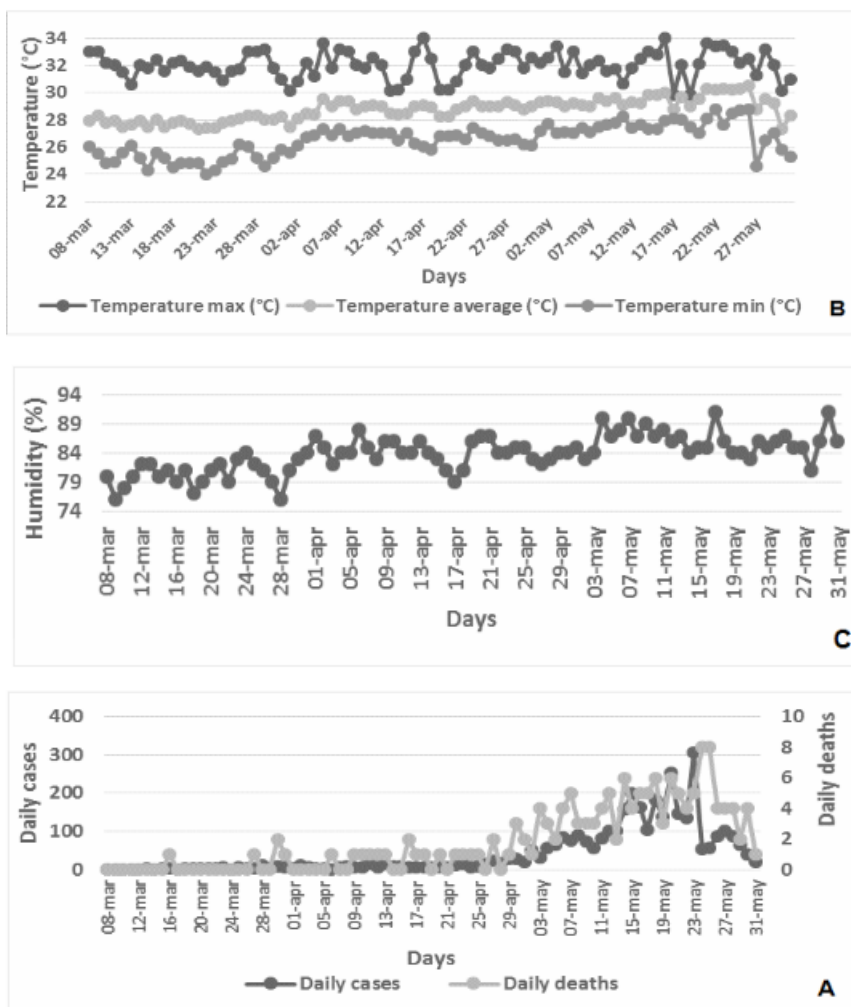 34
32
30
28
26
24
22
Temperature (°C)
08-mar
13-mar
18-mar
23-mar
28-mar
02-apr
07-apr
12-apr
17-apr
22-apr
27-apr
02-may
07-may
12-may
17-may
22-may
27-may
Days
Temperature max (°C) Temperature average (°C) Temperature min (°C)
B
94
89
84
79
74
Humidity (%)
08-mar
12-mar
16-mar
20-mar
24-mar
28-mar
01-apr
05-apr
09-apr
13-apr
17-apr
21-apr
25-apr
29-apr
03-may
07-may
11-may
15-may
19-may
23-may
27-may
31-may
Days
C
400
300
200
100
0
Daily cases
10
8
6
4
2
0
Daily deaths
08-mar
12-mar
16-mar
20-mar
24-mar
28-mar
01-apr
05-apr
09-apr
13-apr
17-apr
21-apr
25-apr
29-apr
03-may
07-may
11-may
15-may
19-may
23-may
27-may
31-may
Days
Daily cases Daily deaths
A